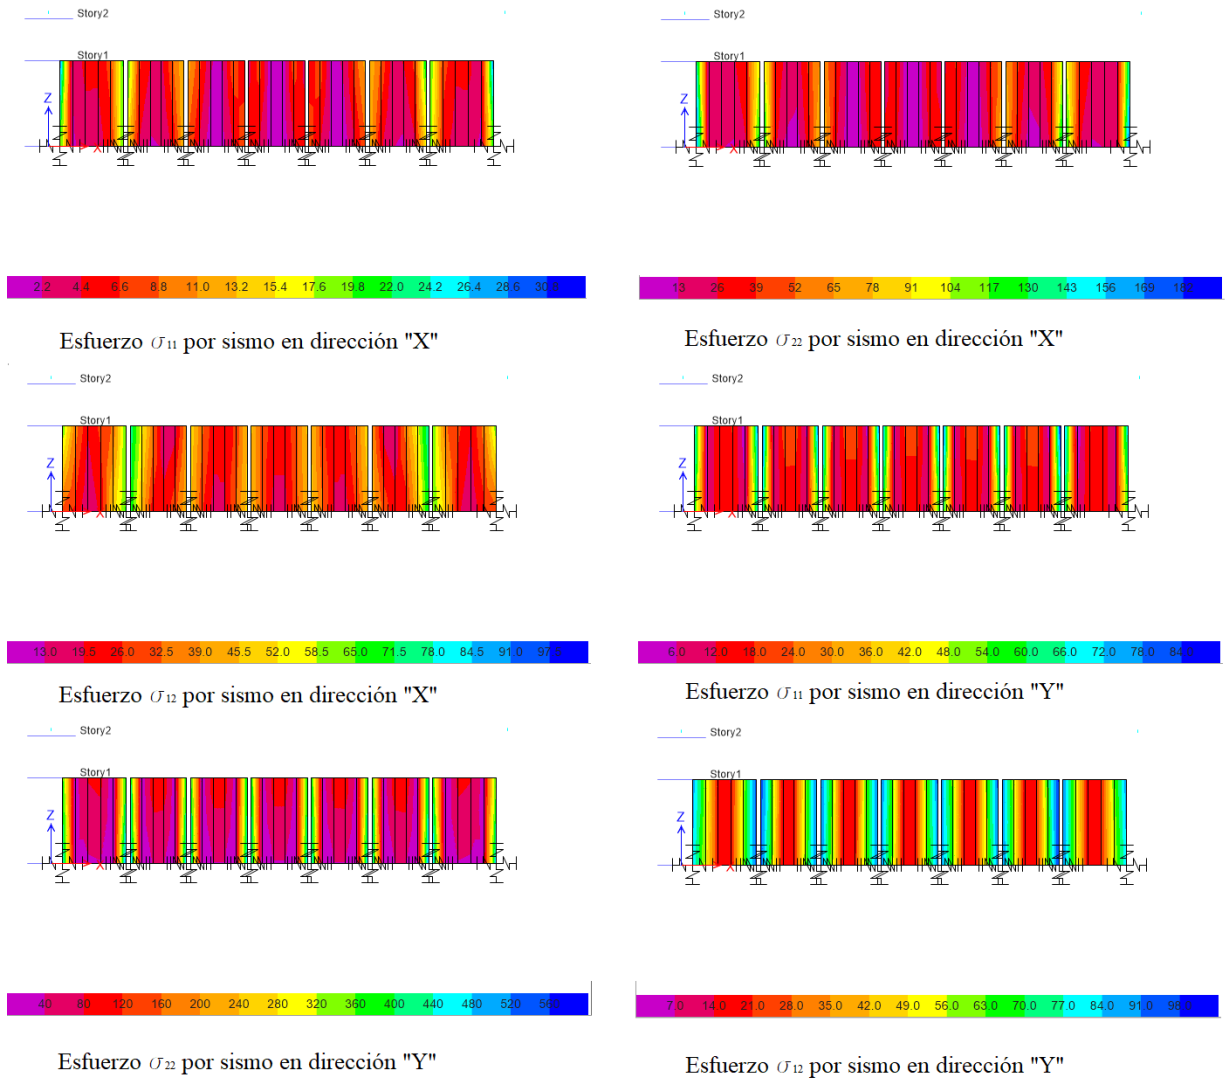 Story2
Story1
Z
X
2.2 4.4 6.6 8.8 11.0 13.2 15.4 17.6 19.8 22.0 24.2 26.4 28.6
Esfuerzo σ11 por sismo en dirección "X"
Story2
Story1
Z
X
13 26 39 52 65 78 91 104 117 130 143 156 169 182
Esfuerzo σ22 por sismo en dirección "X"
Story2
Story1
Z
X
13.0 19.5 26.0 32.5 39.0 45.5 52.0 58.5 65.0 71.5 78.0 84.5 91.0 97.5
Esfuerzo σ12 por sismo en dirección "X"
Story2
Story1
Z
X
6.0 12.0 18.0 24.0 30.0 36.0 42.0 48.0 54.0 60.0 66.0 72.0 78.0 84.0
Esfuerzo σ11 por sismo en dirección "Y"
Story2
Story1
Z
X
40 80 120 160 200 240 280 320 360 400 440 480 520 560
Esfuerzo σ22 por sismo en dirección "Y"
Story2
Story1
Z
X
7.0 14.0 21.0 28.0 35.0 42.0 49.0 56.0 63.0 70.0 77.0 84.0 91.0 98.0
Esfuerzo σ12 por sismo en dirección "Y"